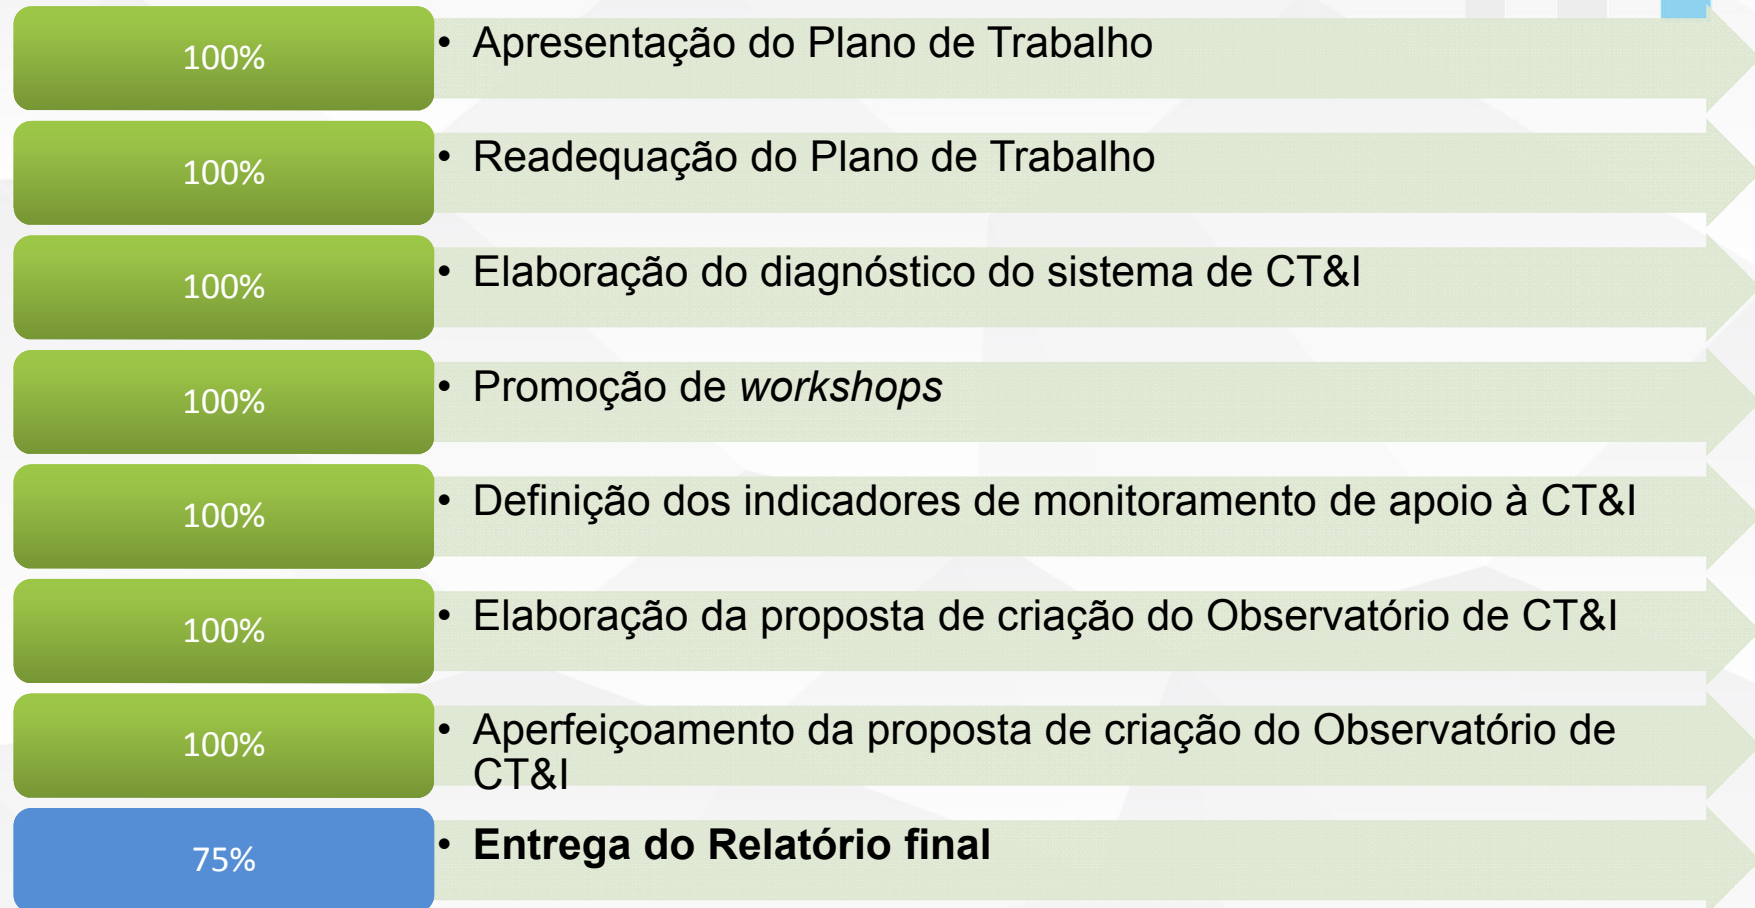 100%
• Apresentação do Plano de Trabalho
100%
• Readequação do Plano de Trabalho
100%
• Elaboração do diagnóstico do sistema de CT&I
100%
• Promoção de workshops
100%
• Definição dos indicadores de monitoramento de apoio à CT&I
100%
• Elaboração da proposta de criação do Observatório de CT&I
100%
• Aperfeiçoamento da proposta de criação do Observatório de
CT&I
75%
• Entrega do Relatório final